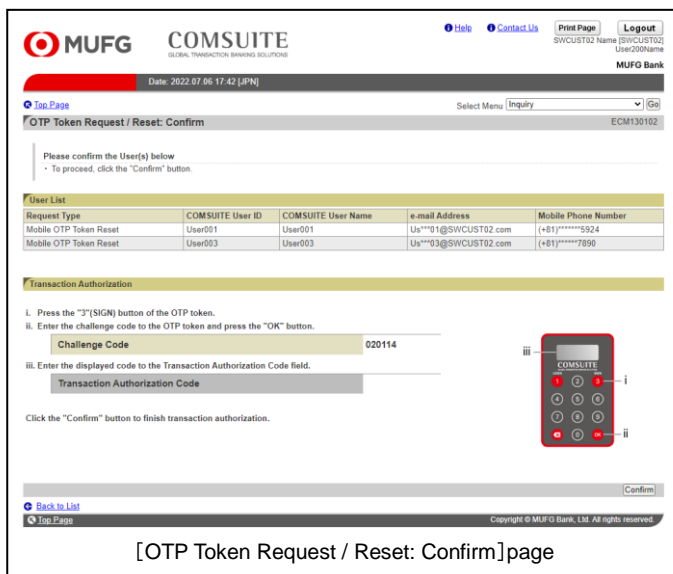 Help Contact Us Print Page Logout
MUFG COMSUITE
GLOBAL TRANSACTION BANKING SOLUTIONS
SWCUST02 Name [SWCUST02]
User200Name
MUFG Bank
Date: 2022.07.06 17:42 [JPN]
Top Page Select Menu Inquiry Go
OTP Token Request / Reset: Confirm ECM130102
Please confirm the User(s) below
・To proceed, click the "Confirm" button.
User List
Request Type COMSUITE User ID COMSUITE User Name e-mail Address Mobile Phone Number
Mobile OTP Token Reset User001 User001 Us***01@SWCUST02.com (+81)*******5924
Mobile OTP Token Reset User003 User003 Us***03@SWCUST02.com (+81)******7890
Transaction Authorization
i. Press the "3"(SIGN) button of the OTP token.
ii. Enter the challenge code to the OTP token and press the "OK" button.
Challenge Code 020114
iii. Enter the displayed code to the Transaction Authorization Code field.
Transaction Authorization Code
Click the "Confirm" button to finish transaction authorization.
iii
COMSUITE
1 2 3 i
4 5 6
7 8 9
0 OK ii
Confirm
Back to List
Top Page Copyright © MUFG Bank, Ltd. All rights reserved.
[OTP Token Request / Reset: Confirm]page